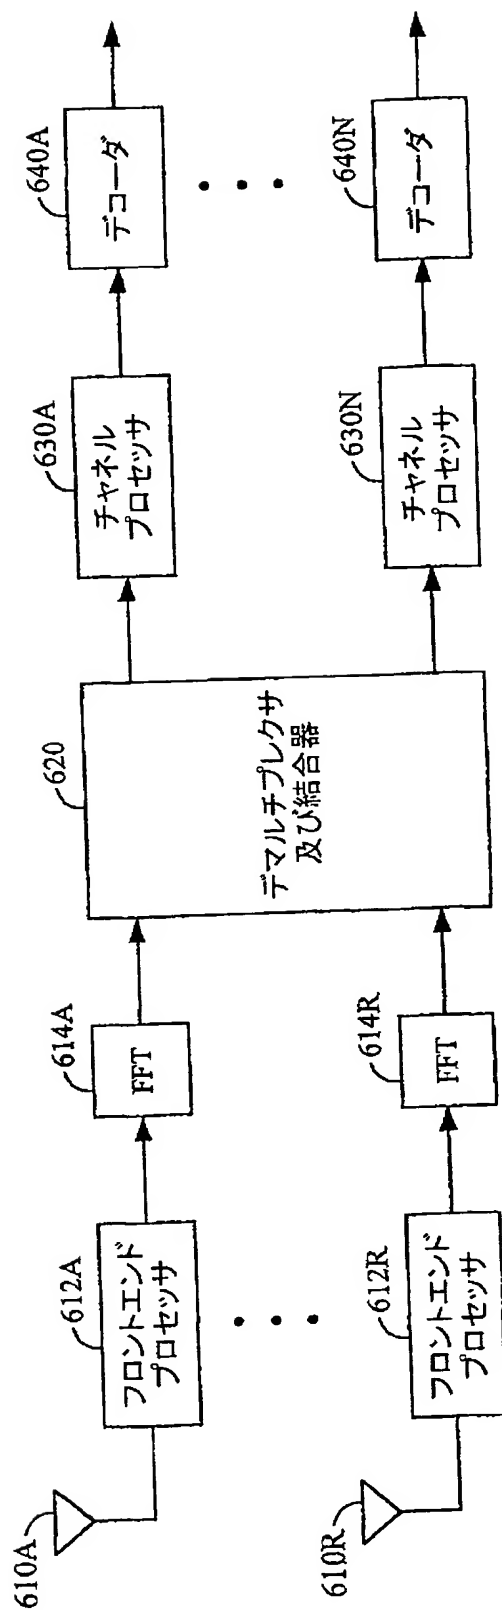 610A
612A
フロントエンド
プロセッサ
614A
FFT
620
デマルチプレクサ
及び結合器
630A
チャネル
プロセッサ
640A
デコーダ
610R
612R
フロントエンド
プロセッサ
614R
FFT
630N
チャネル
プロセッサ
640N
デコーダ